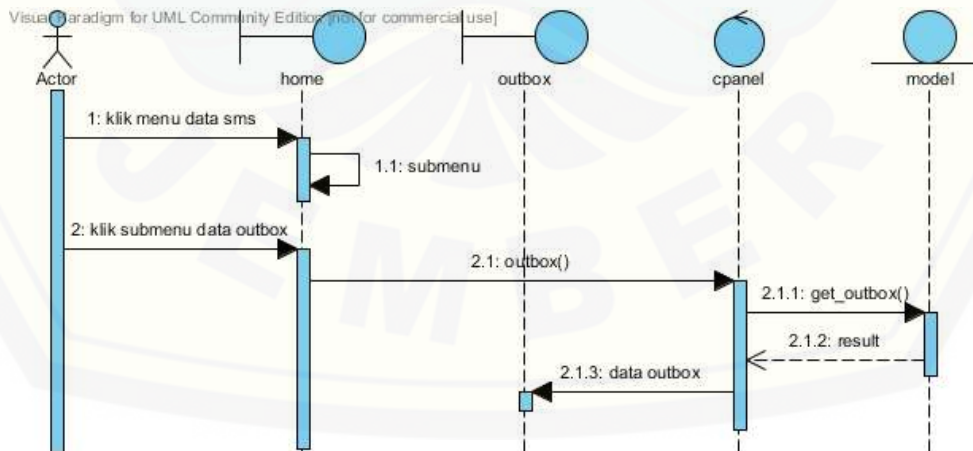 Visual Paradigm for UML Community Edition [not for commercial use]
Actor
home
outbox
cpanel
model
1: klik menu data sms
1.1: submenu
2: klik submenu data outbox
2.1: outbox()
2.1.1: get_outbox()
2.1.2: result
2.1.3: data outbox
JEMBER